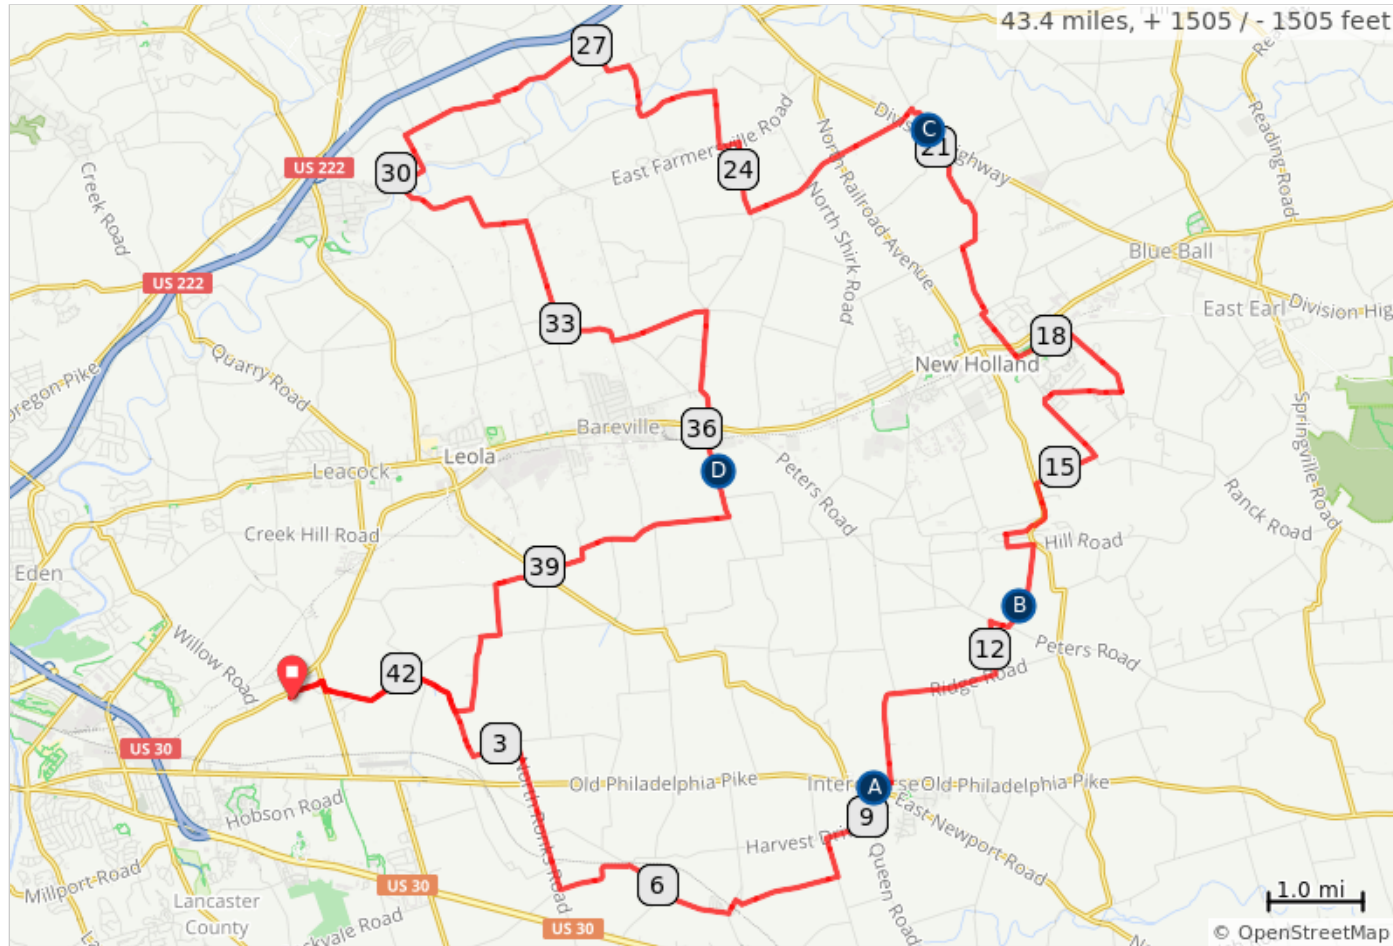 43.4 miles, + 1505 / - 1505 feet
27
Creek Road
US 222
30
East Farmersville Road
24
North Railroad Avenue
North Shirk Road
C
21
Reading Road
Blue Ball
US 222
East Earl
33
18
New Holland
Quarry Road
Oregon Pike
Bareville
36
Leola
Leacock
D
Peters Road
15
Springville Road
Ranck Road
Creek Hill Road
Hill Road
Eden
39
B
Willow Road
42
12
Peters Road
Ridge Road
US 30
3
Old Philadelphia Pike
A
Old Philadelphia Pike
9
East Newport Road
Hobson Road
North Ronks Road
Harvest Dri
Queen Road
Millport Road
US 30
6
1.0 mi
Lancaster
County
US 30
© OpenStreetMap